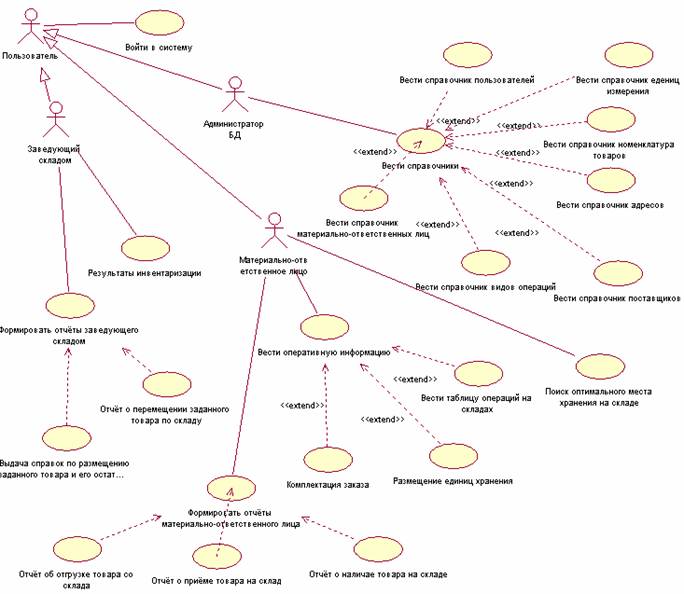 Пользователь
Войти в систему
Администратор
БД
Вести справочник пользователей
Вести справочник едениц
измерения
<<extend>>
<<extend>>
<<extend>>
<<extend>>
Вести справочник номенклатура
товаров
Заведующий
складом
Вести справочники
<<extend>>
Вести справочник адресов
Вести справочник
материально-ответственных лиц
<<extend>>
<<extend>>
Материально-отв
етственное лицо
Результаты инвентаризации
Вести справочник видов операций
Вести справочник поставщиков
Формировать отчёты заведующего
складом
Вести оперативную информацию
<<extend>>
Поиск оптимального места
хранения на складе
Вести таблицу операций на
складах
Отчёт о перемещении заданного
товара по складу
<<extend>>
<<extend>>
Выдача справок по размещению
заданного товара и его остат...
Комплектация заказа
Размещение единиц хранения
Формировать отчёты
материально-ответственного лица
Отчёт об отгрузке товара со
склада
Отчёт о приёме товара на склад
Отчёт о наличае товара на складе